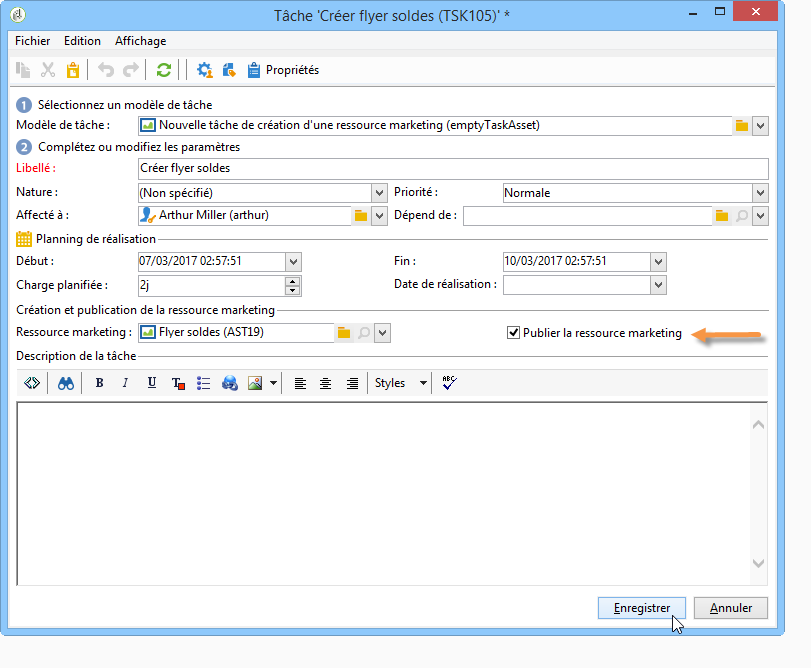 Tâche 'Créer flyer soldes (TSK105)' *
Fichier Edition Affichage
Propriétés
1 Sélectionnez un modèle de tâche
Modèle de tâche : Nouvelle tâche de création d'une ressource marketing (emptyTaskAsset)
2 Complétez ou modifiez les paramètres
Libellé : Créer flyer soldes
Nature : (Non spécifié) Priorité : Normale
Affecté à : Arthur Miller (arthur) Dépend de :
Planning de réalisation
Début : 07/03/2017 02:57:51 Fin : 10/03/2017 02:57:51
Charge planifiée : 2j Date de réalisation :
Création et publication de la ressource marketing
Ressource marketing : Flyer soldes (AST19) Publier la ressource marketing
Description de la tâche
B I U T Styles ABC
Enregistrer Annuler